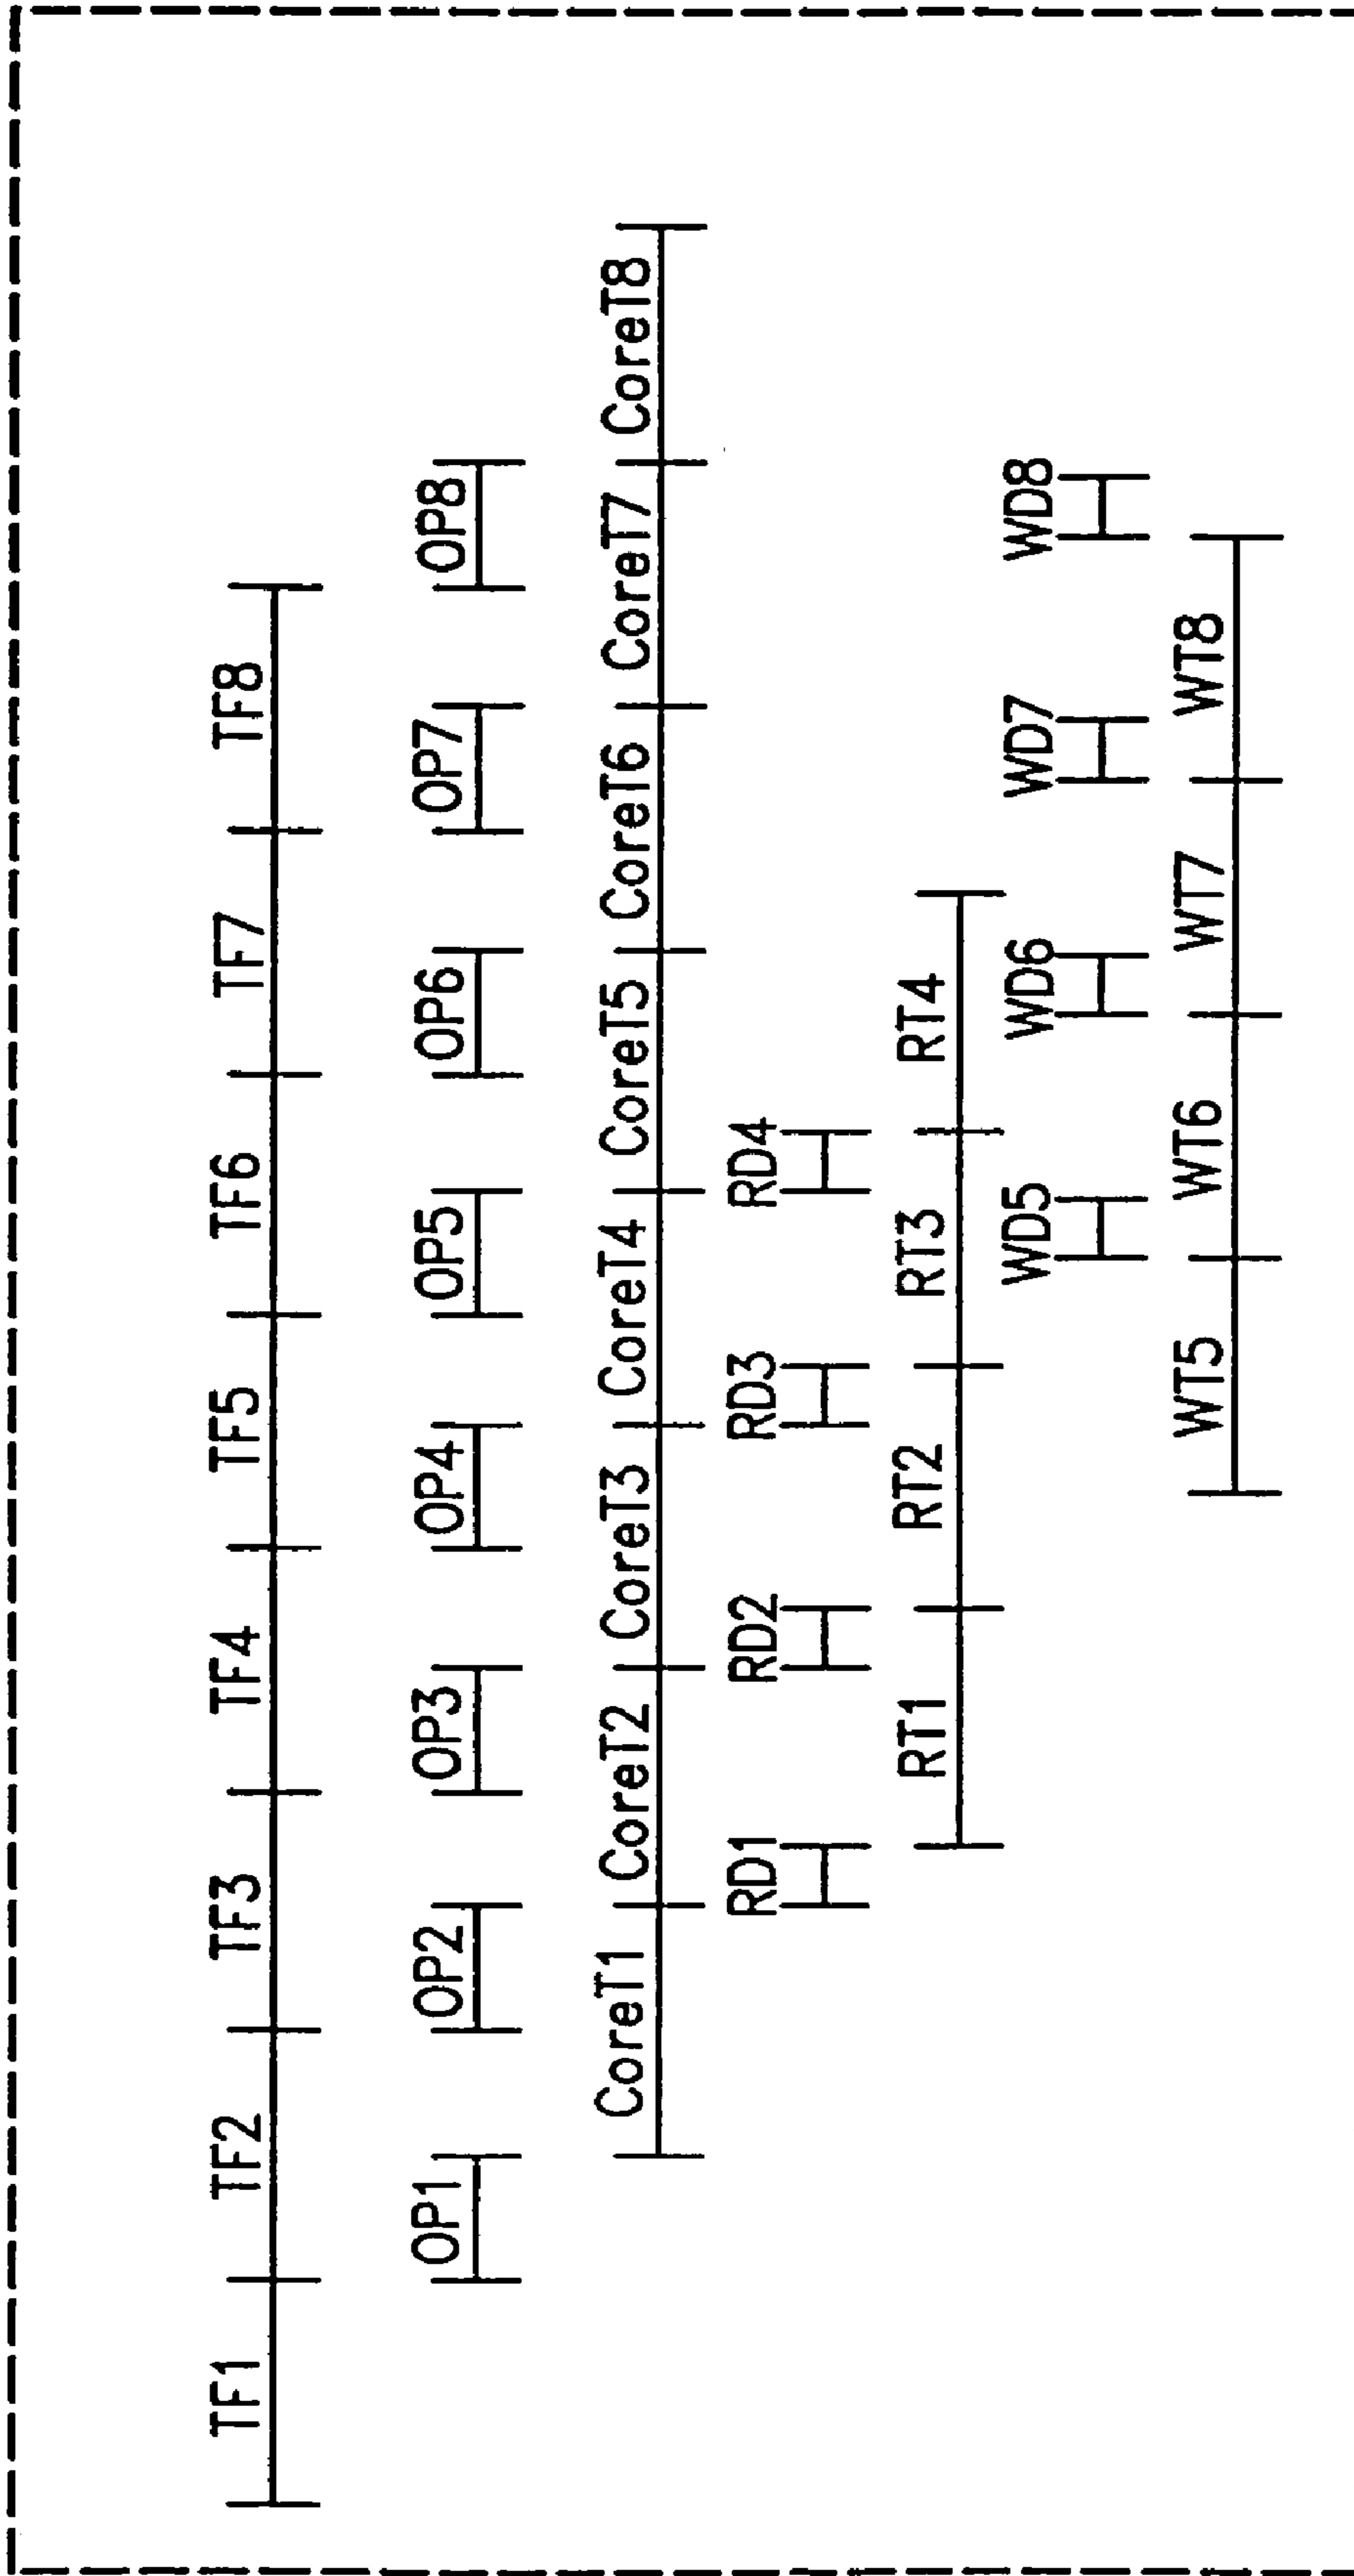 TF1 TF2 TF3 TF4 TF5 TF6 TF7 TF8
OP1 OP2 OP3 OP4 OP5 OP6 OP7 OP8
CoreT1 CoreT2 CoreT3 CoreT4 CoreT5 CoreT6 CoreT7 CoreT8
RD1 RD2 RD3 RD4
RT1 RT2 RT3 RT4
WD5 WD6 WD7 WD8
WT5 WT6 WT7 WT8